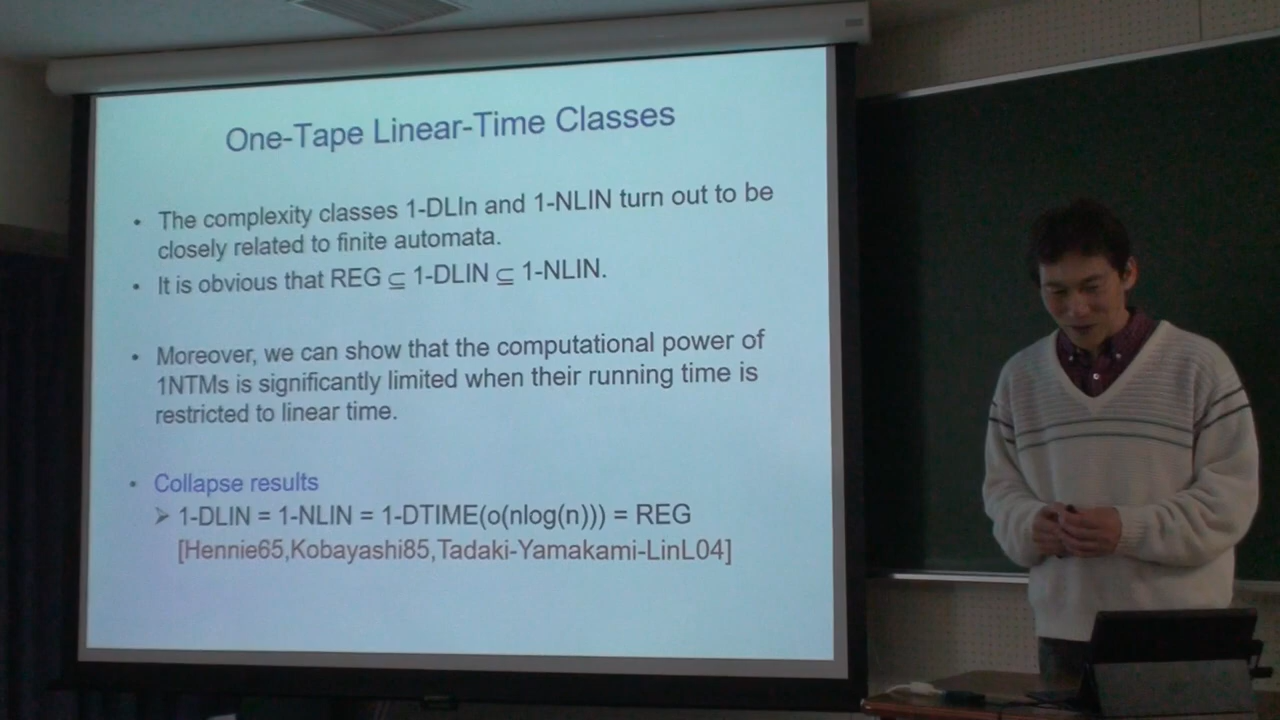 One-Tape Linear-Time Classes
• The complexity classes 1-DLIn and 1-NLIN turn out to be
closely related to finite automata.
• It is obvious that REG ⊆ 1-DLIN ⊆ 1-NLIN.
• Moreover, we can show that the computational power of
1NTMs is significantly limited when their running time is
restricted to linear time.
• Collapse results
➢ 1-DLIN = 1-NLIN = 1-DTIME(o(nlog(n))) = REG
[Hennie65,Kobayashi85,Tadaki-Yamakami-LinL04]